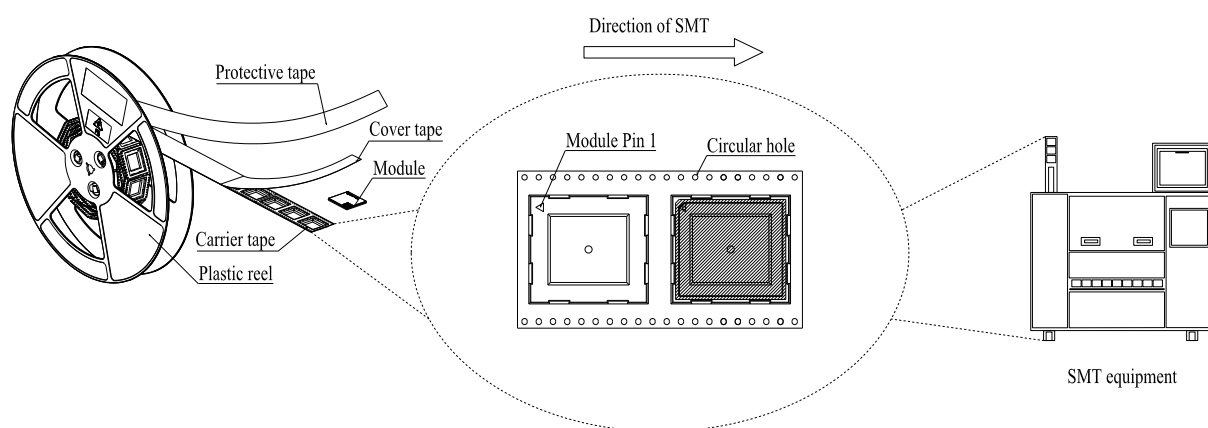 Direction of SMT
Protective tape
Cover tape
Module Pin 1
Circular hole
Module
Carrier tape
Plastic reel
SMT equipment